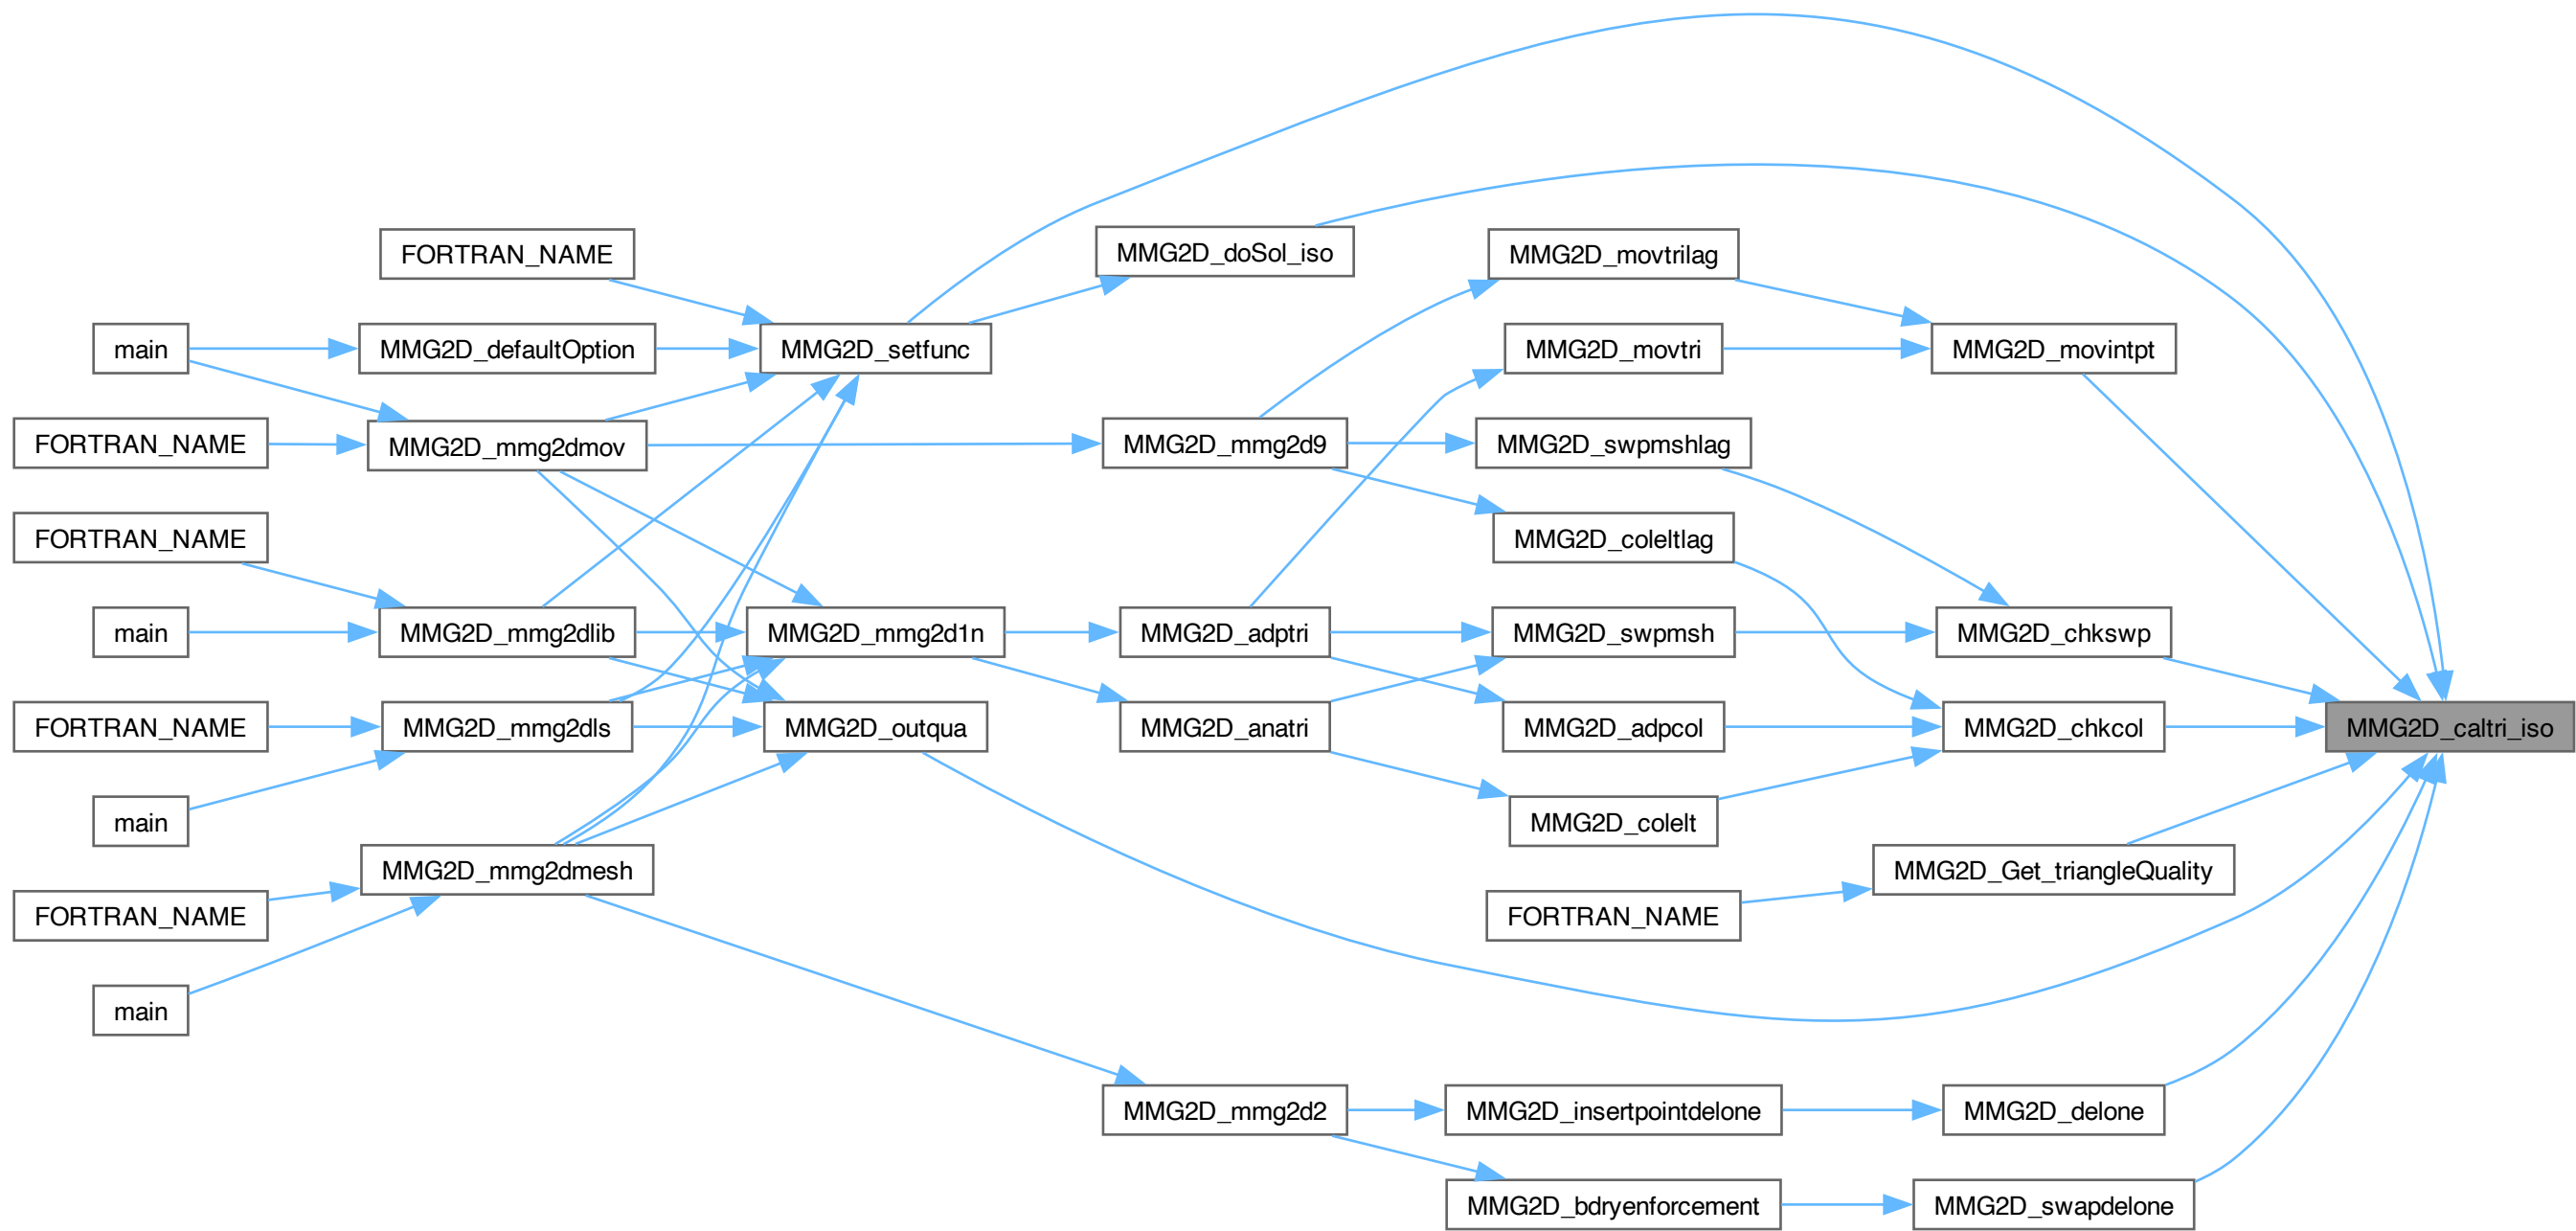 FORTRAN_NAME
MMG2D_doSol_iso
MMG2D_movtrilag
main
MMG2D_defaultOption
MMG2D_setfunc
MMG2D_movtri
MMG2D_movintpt
FORTRAN_NAME
MMG2D_mmg2dmov
MMG2D_mmg2d9
MMG2D_swpmshlag
FORTRAN_NAME
MMG2D_coleltlag
main
MMG2D_mmg2dlib
MMG2D_mmg2d1n
MMG2D_adptri
MMG2D_swpmsh
MMG2D_chkswp
FORTRAN_NAME
MMG2D_mmg2dls
MMG2D_outqua
MMG2D_anatri
MMG2D_adpcol
MMG2D_chkcol
MMG2D_caltri_iso
main
MMG2D_colelt
MMG2D_mmg2dmesh
MMG2D_Get_triangleQuality
FORTRAN_NAME
FORTRAN_NAME
main
MMG2D_mmg2d2
MMG2D_insertpointdelone
MMG2D_delone
MMG2D_bdryenforcement
MMG2D_swapdelone